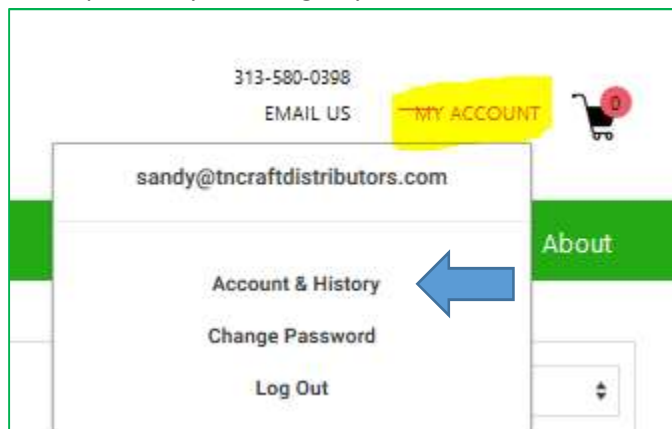 313-580-0398
EMAIL US MY ACCOUNT 0
sandy@tncraftdistributors.com
About
Account & History
Change Password
Log Out